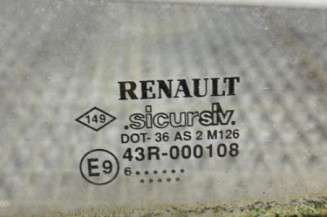 RENAULT
149 .sicursiv.
DOT- 36 AS 2 M126
E9 43R-000108
6......
.....